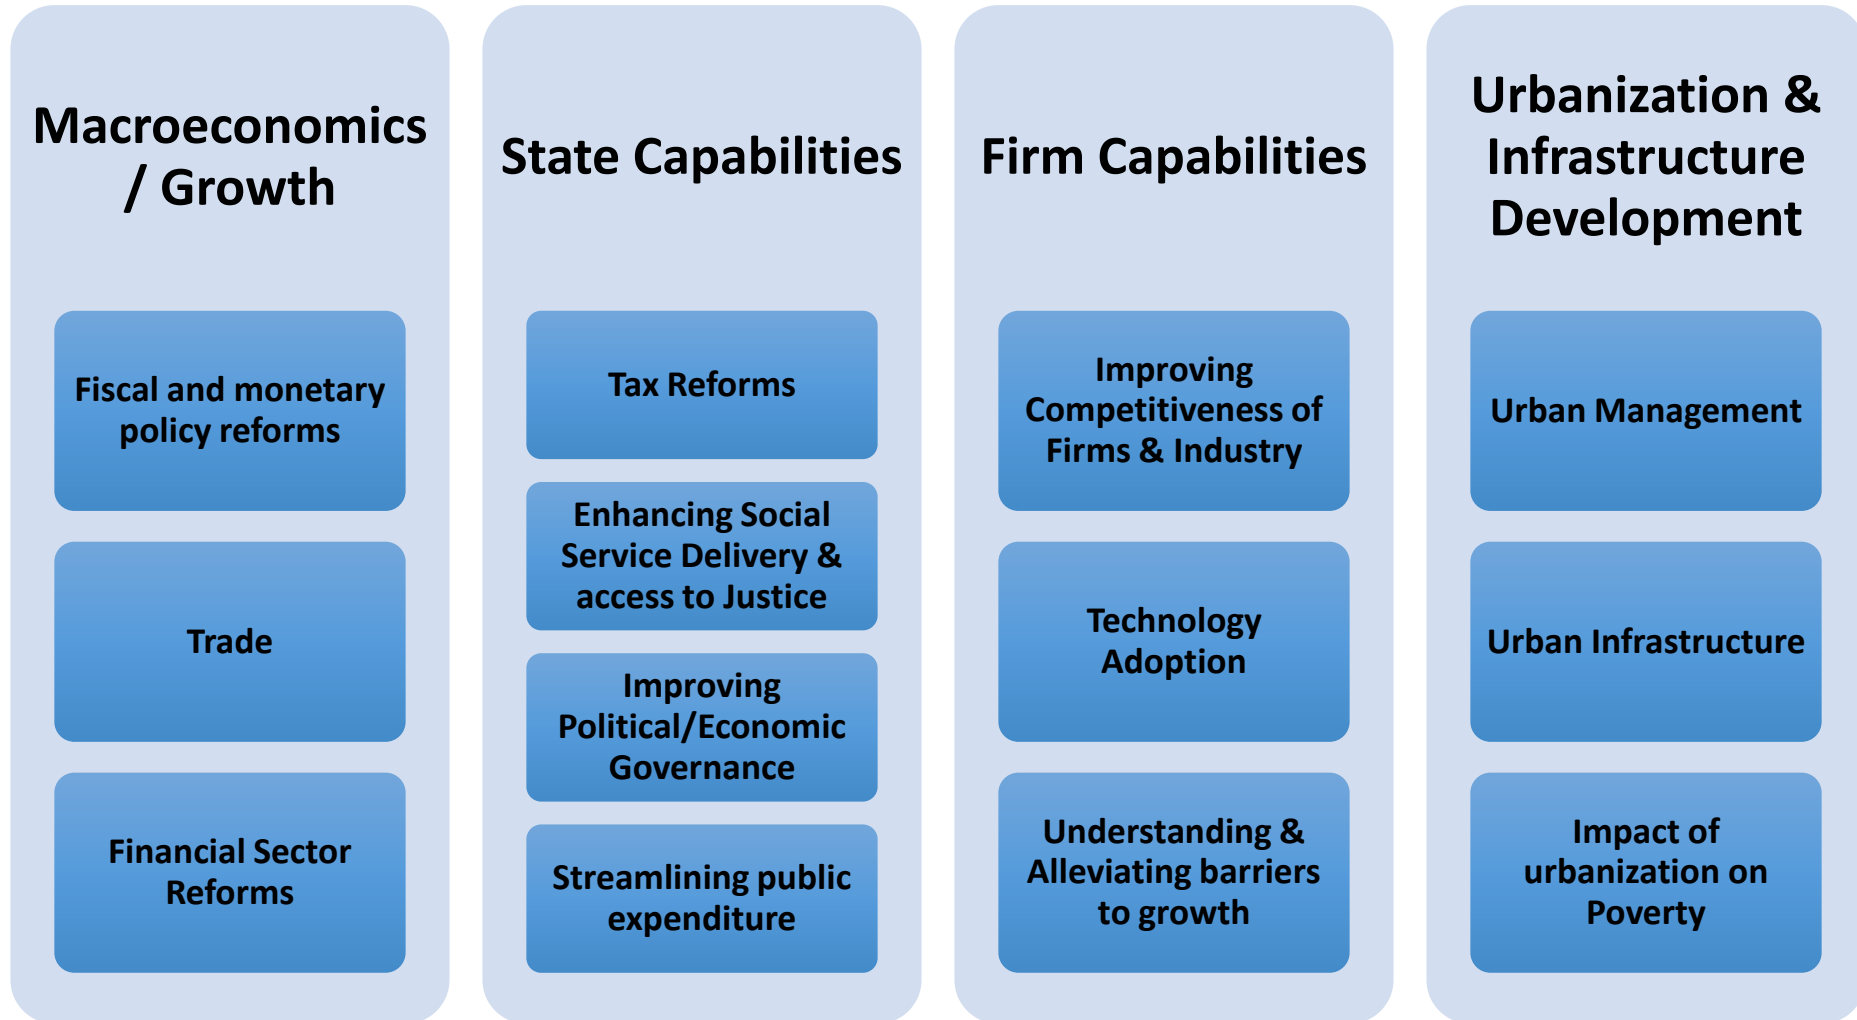 Macroeconomics
/ Growth
Fiscal and monetary
policy reforms
Trade
Financial Sector
Reforms
State Capabilities
Tax Reforms
Enhancing Social
Service Delivery &
access to Justice
Improving
Political/Economic
Governance
Streamlining public
expenditure
Firm Capabilities
Improving
Competitiveness of
Firms & Industry
Technology
Adoption
Understanding &
Alleviating barriers
to growth
Urbanization &
Infrastructure
Development
Urban Management
Urban Infrastructure
Impact of
urbanization on
Poverty